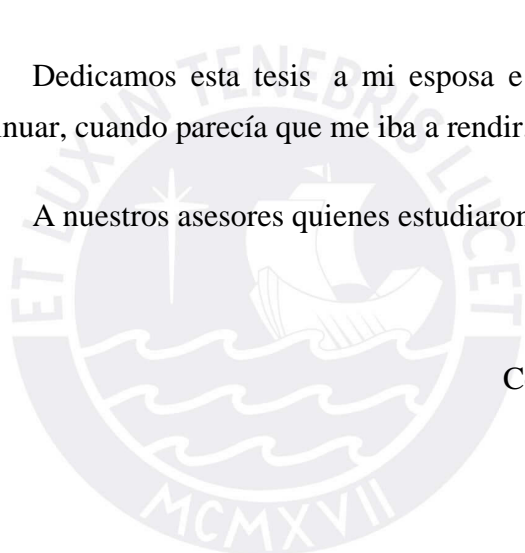 Dedicamos esta tesis a mi esposa e
inuar, cuando parecía que me iba a rendir.
A nuestros asesores quienes estudiaron
C
ET LUX IN TENEBRIS LUCET
MCMXVII